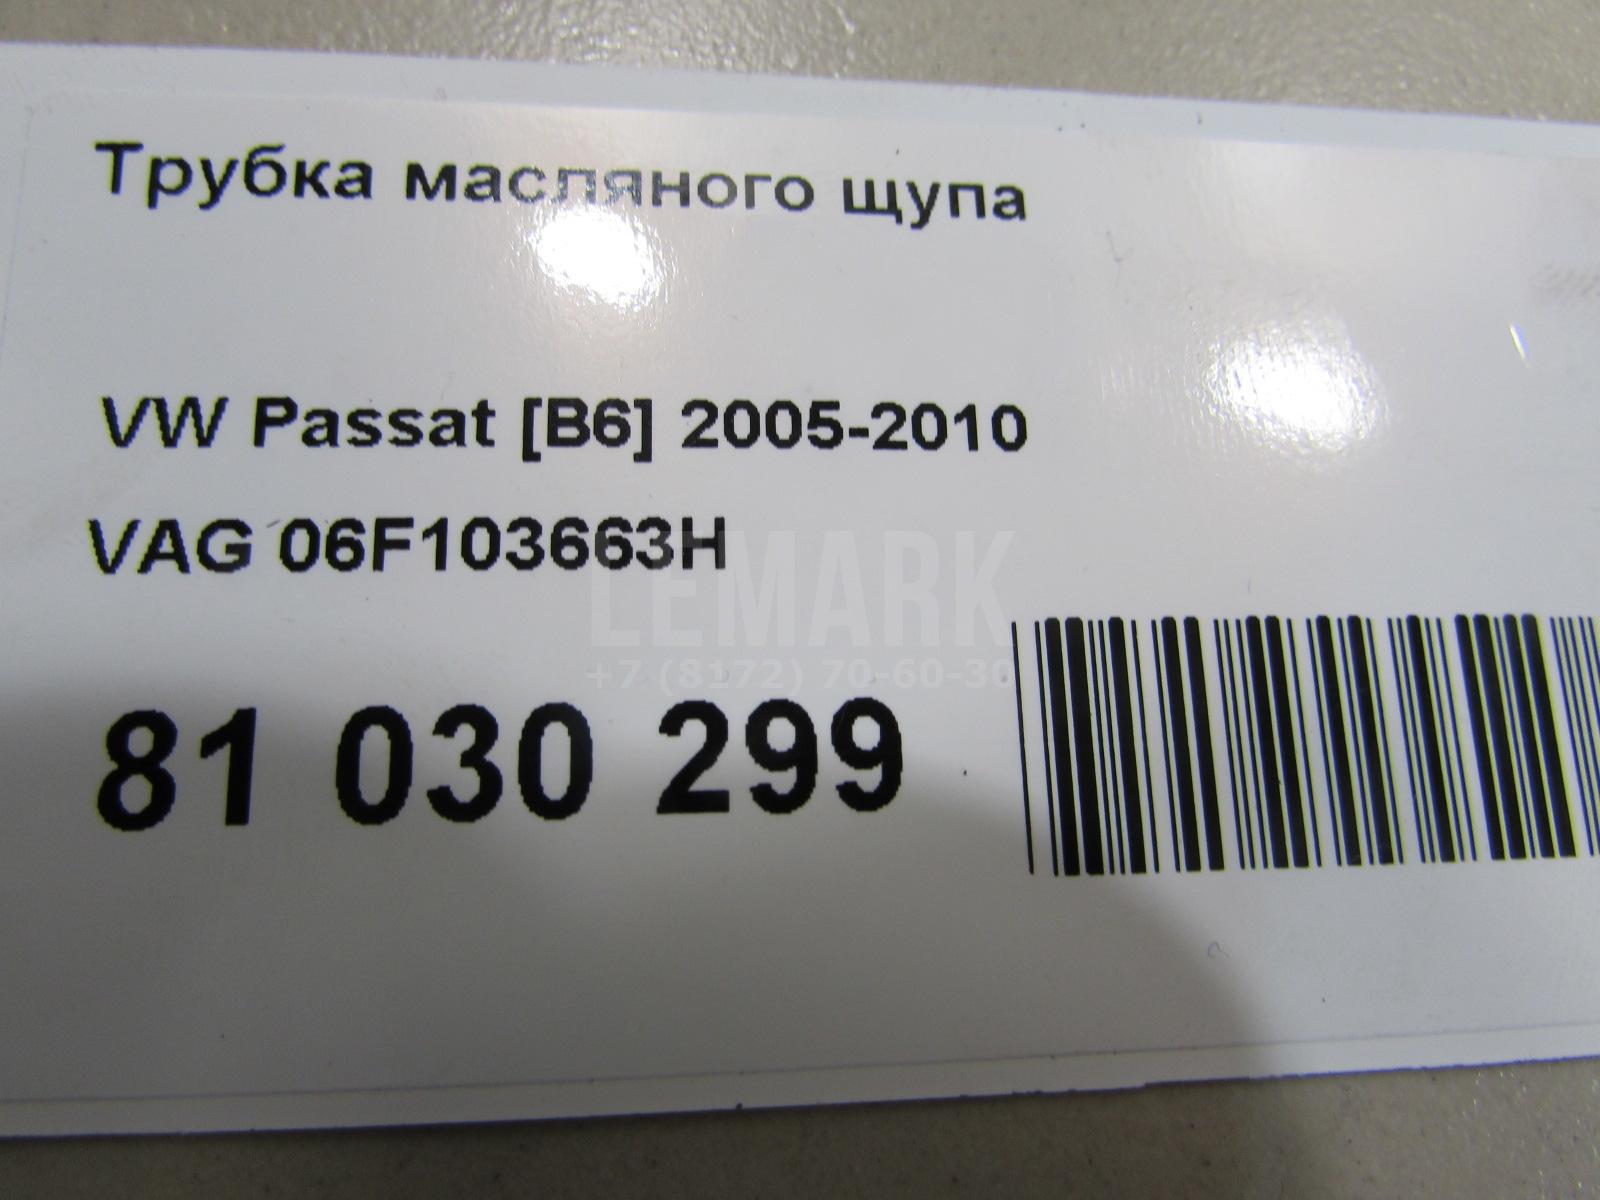 Трубка масляного щупа
VW Passat [B6] 2005-2010
VAG 06F103663H
LEMARK
+7 (8172) 70-60-30
81 030 299